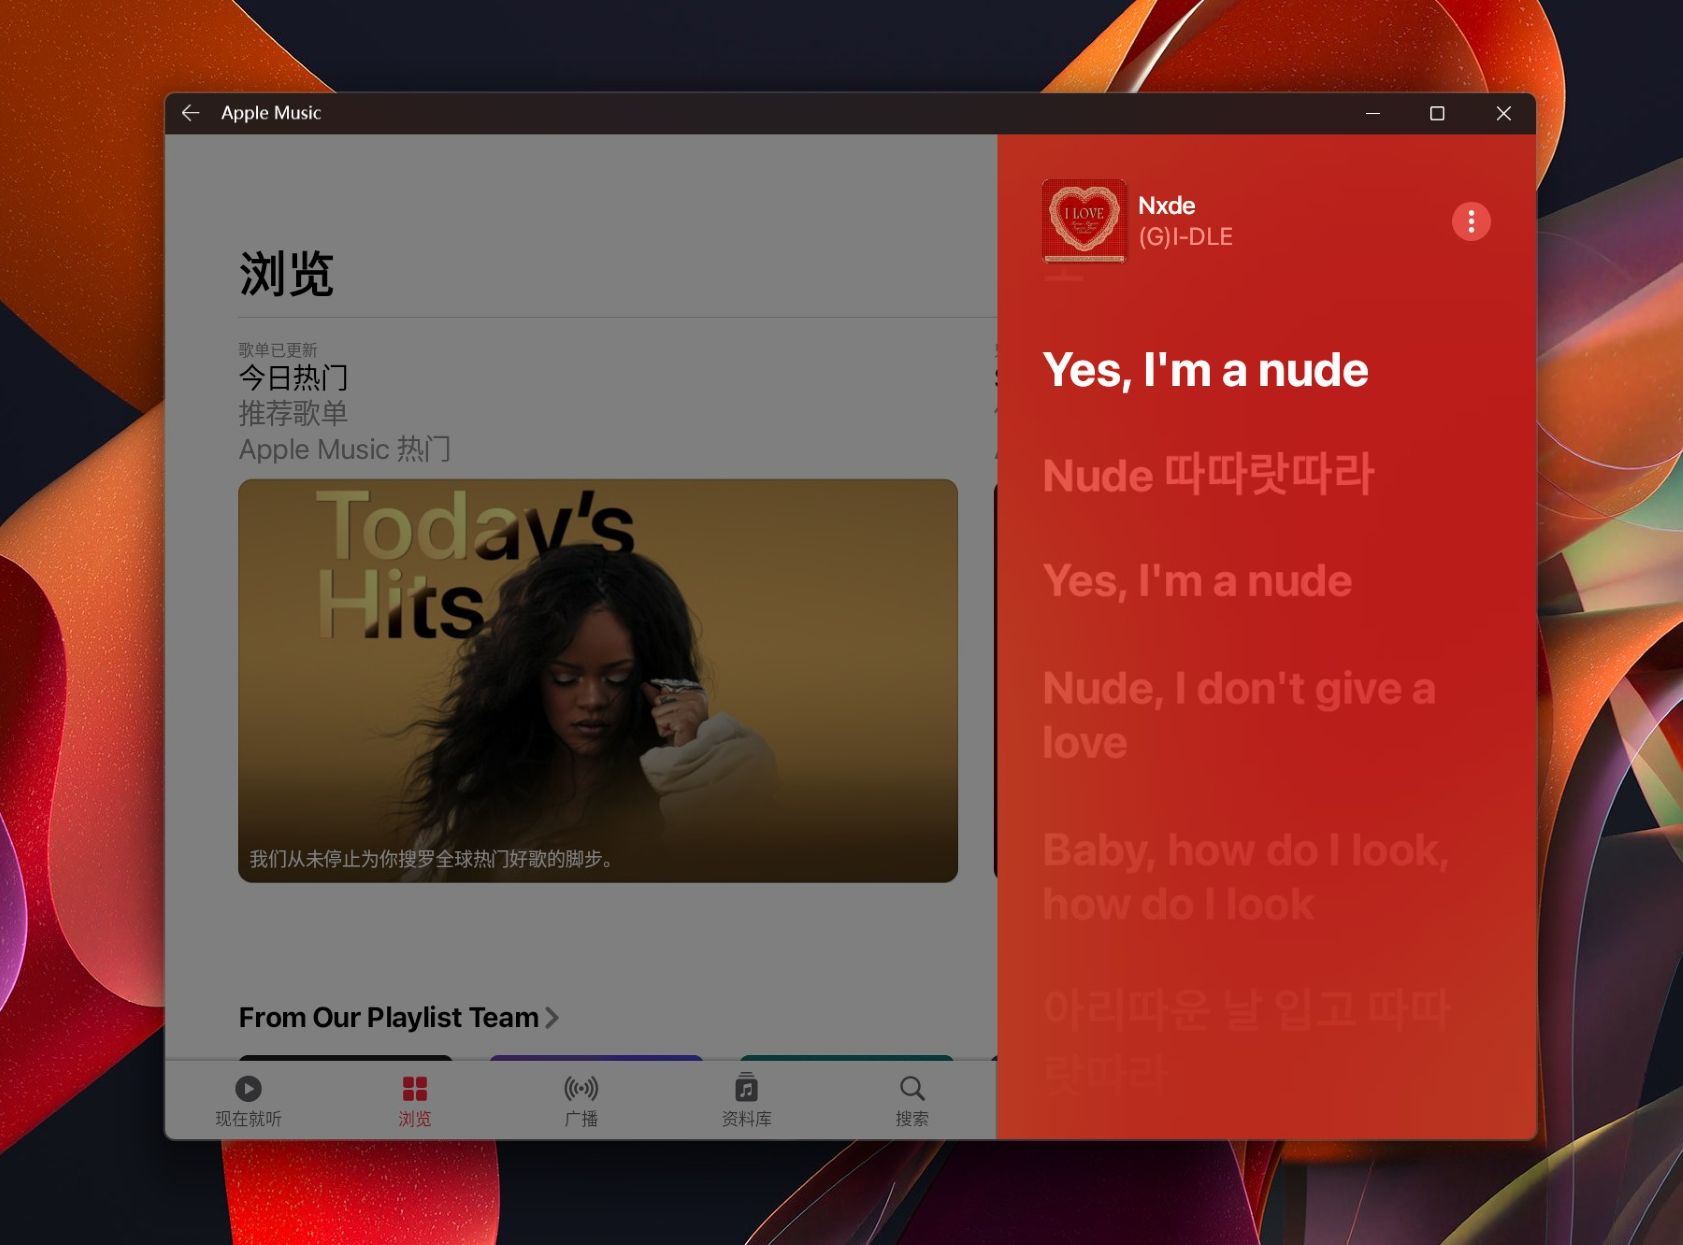 Apple Music
浏览
歌单已更新
今日热门
推荐歌单
Apple Music 热门
Today's
Hits
我们从未停止为你搜罗全球热门好歌的脚步。
From Our Playlist Team
现在就听
浏览
广播
资料库
搜索
I LOVE
Nxde
(G)I-DLE
Yes, I'm a nude
Nude 따따랏따라
Yes, I'm a nude
Nude, I don't give a
love
Baby, how do I look,
how do I look
아리따운 날 입고 따따
랏따라